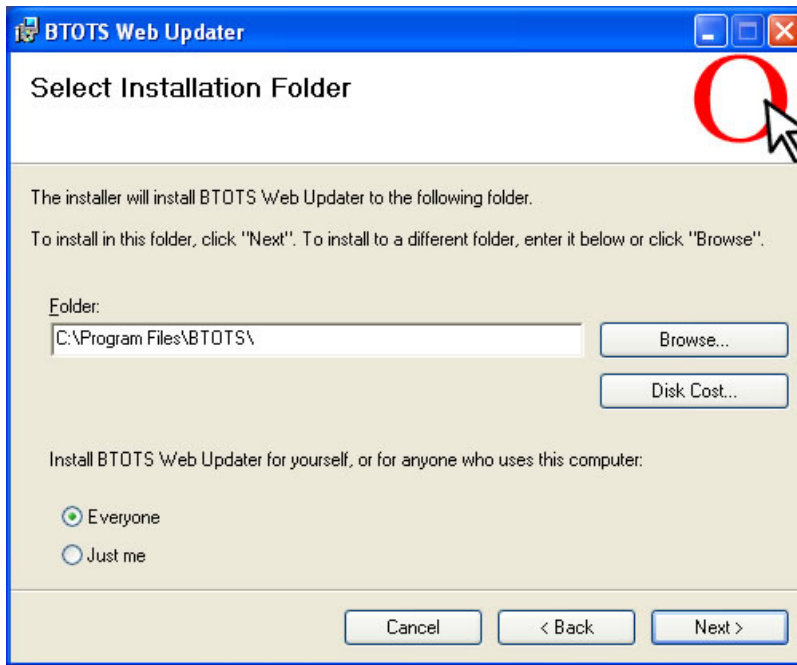 BTOTS Web Updater
Select Installation Folder
The installer will install BTOTS Web Updater to the following folder.
To install in this folder, click "Next". To install to a different folder, enter it below or click "Browse".
Folder:
C:\Program Files\BTOTS\
Browse...
Disk Cost...
Install BTOTS Web Updater for yourself, or for anyone who uses this computer:
Everyone
Just me
Cancel
< Back
Next >